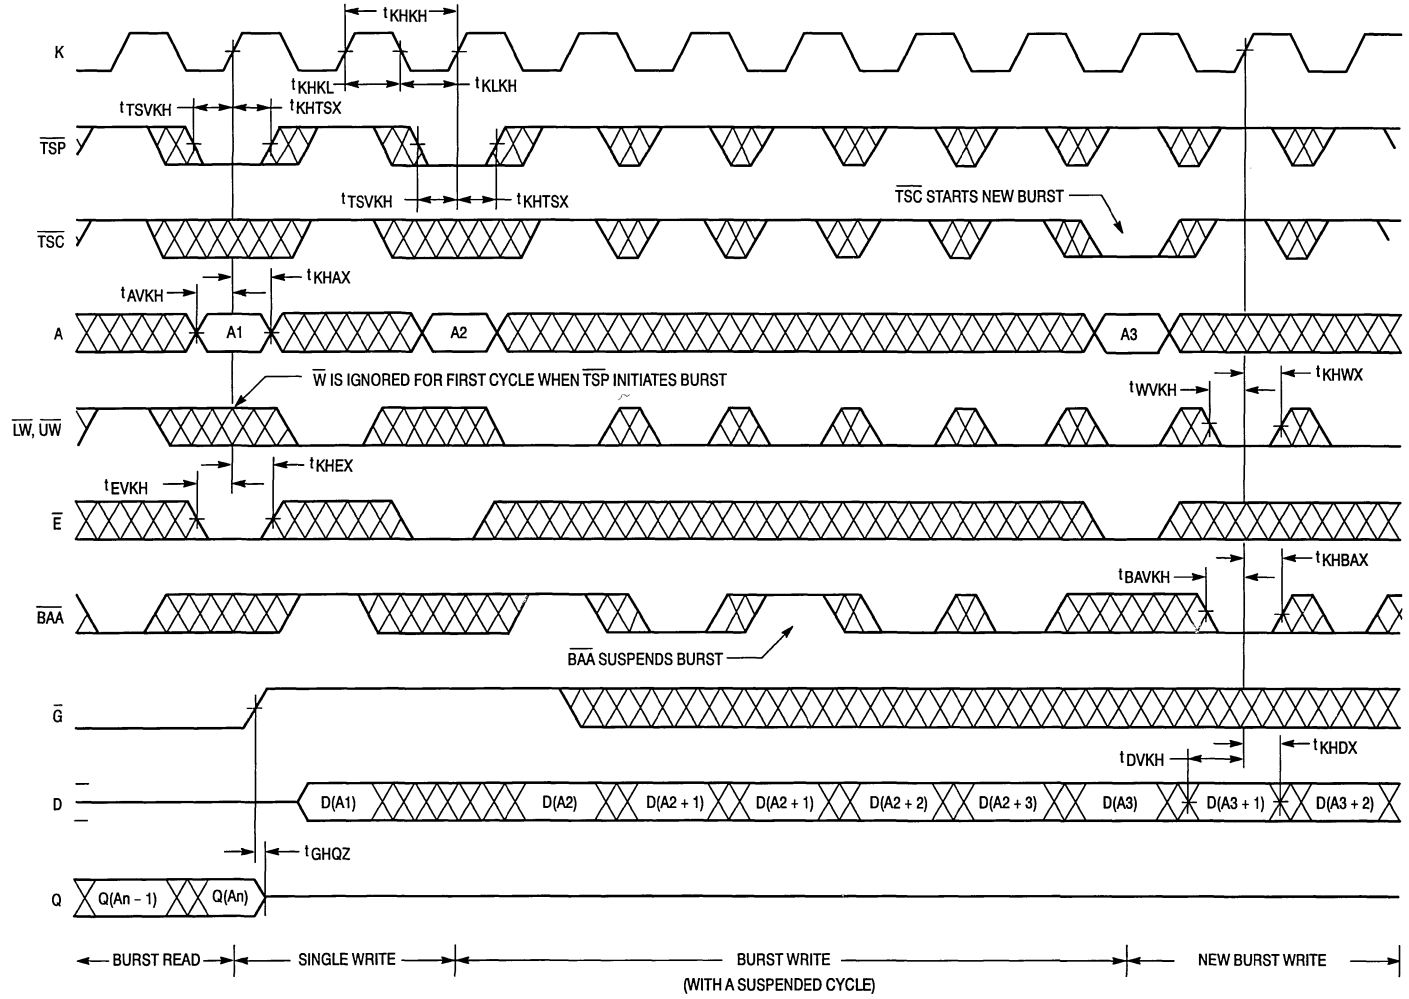 tKHKH
K
tKHKL
tKLKH
tTSVKH
tKHTSX
TSP
tTSVKH
tKHTSX
TSC STARTS NEW BURST
TSC
tKHAX
tAVKH
A
A1
A2
A3
W IS IGNORED FOR FIRST CYCLE WHEN TSP INITIATES BURST
tKHWX
tWVKH
LW, UW
tKHEX
tEVKH
E
tKHBAX
tBAVKH
BAA
BAA SUSPENDS BURST
G
tKHDX
tDVKH
D
D(A1)
D(A2)
D(A2 + 1)
D(A2 + 1)
D(A2 + 2)
D(A2 + 3)
D(A3)
D(A3 + 1)
D(A3 + 2)
tGHQZ
Q
Q(An – 1)
Q(An)
BURST READ
SINGLE WRITE
BURST WRITE
NEW BURST WRITE
(WITH A SUSPENDED CYCLE)